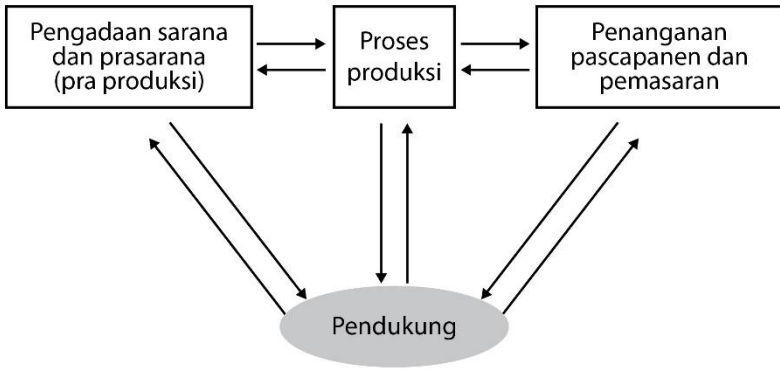 Pengadaan sarana
dan prasarana
(pra produksi)
Proses
produksi
Penanganan
pascapanen dan
pemasaran
Pendukung